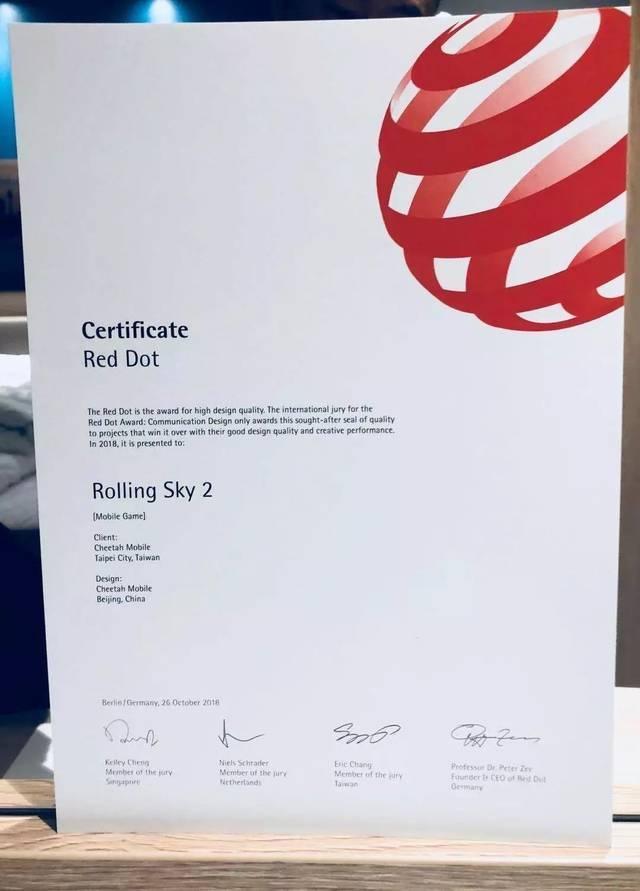 Certificate
Red Dot
The Red Dot is the award for high design quality. The international jury for the
Red Dot Award: Communication Design only awards this sought-after seal of quality
to projects that win it over with their good design quality and creative performance.
In 2018, it is presented to:
Rolling Sky 2
[Mobile Game]
Client:
Cheetah Mobile
Taipei City, Taiwan
Design:
Cheetah Mobile
Beijing, China
Berlin/Germany, 26 October 2018
Kelley Cheng
Member of the jury
Singapore
Niels Schrader
Member of the jury
Netherlands
Eric Chang
Member of the jury
Taiwan
Professor Dr. Peter Zec
Founder & CEO of Red Dot
Germany